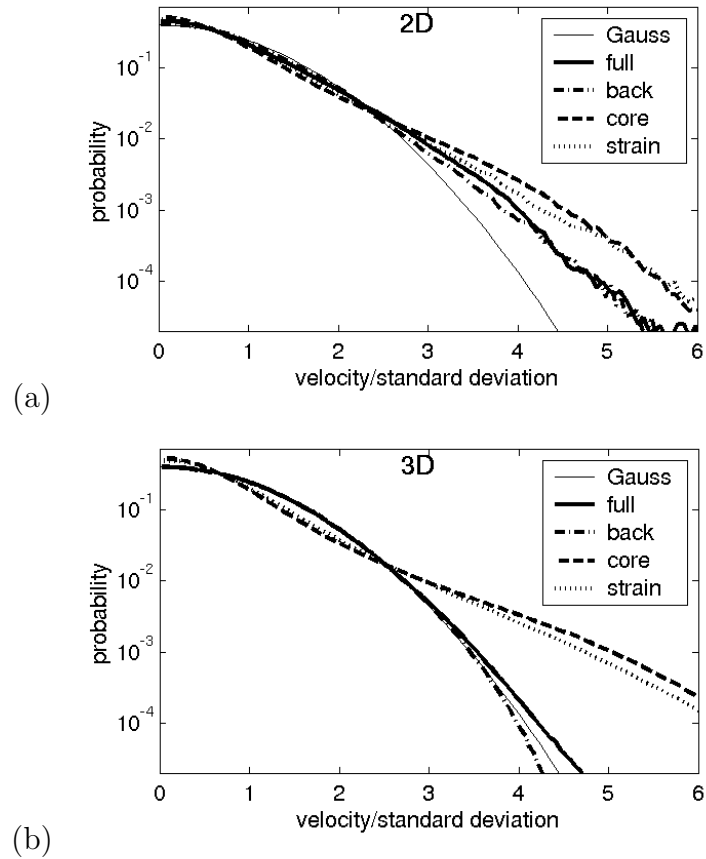 2D
Gauss
full
back
core
strain
probability
10-1
10-2
10-3
10-4
0 1 2 3 4 5 6
velocity/standard deviation
(a)
3D
Gauss
full
back
core
strain
probability
10-1
10-2
10-3
10-4
0 1 2 3 4 5 6
velocity/standard deviation
(b)